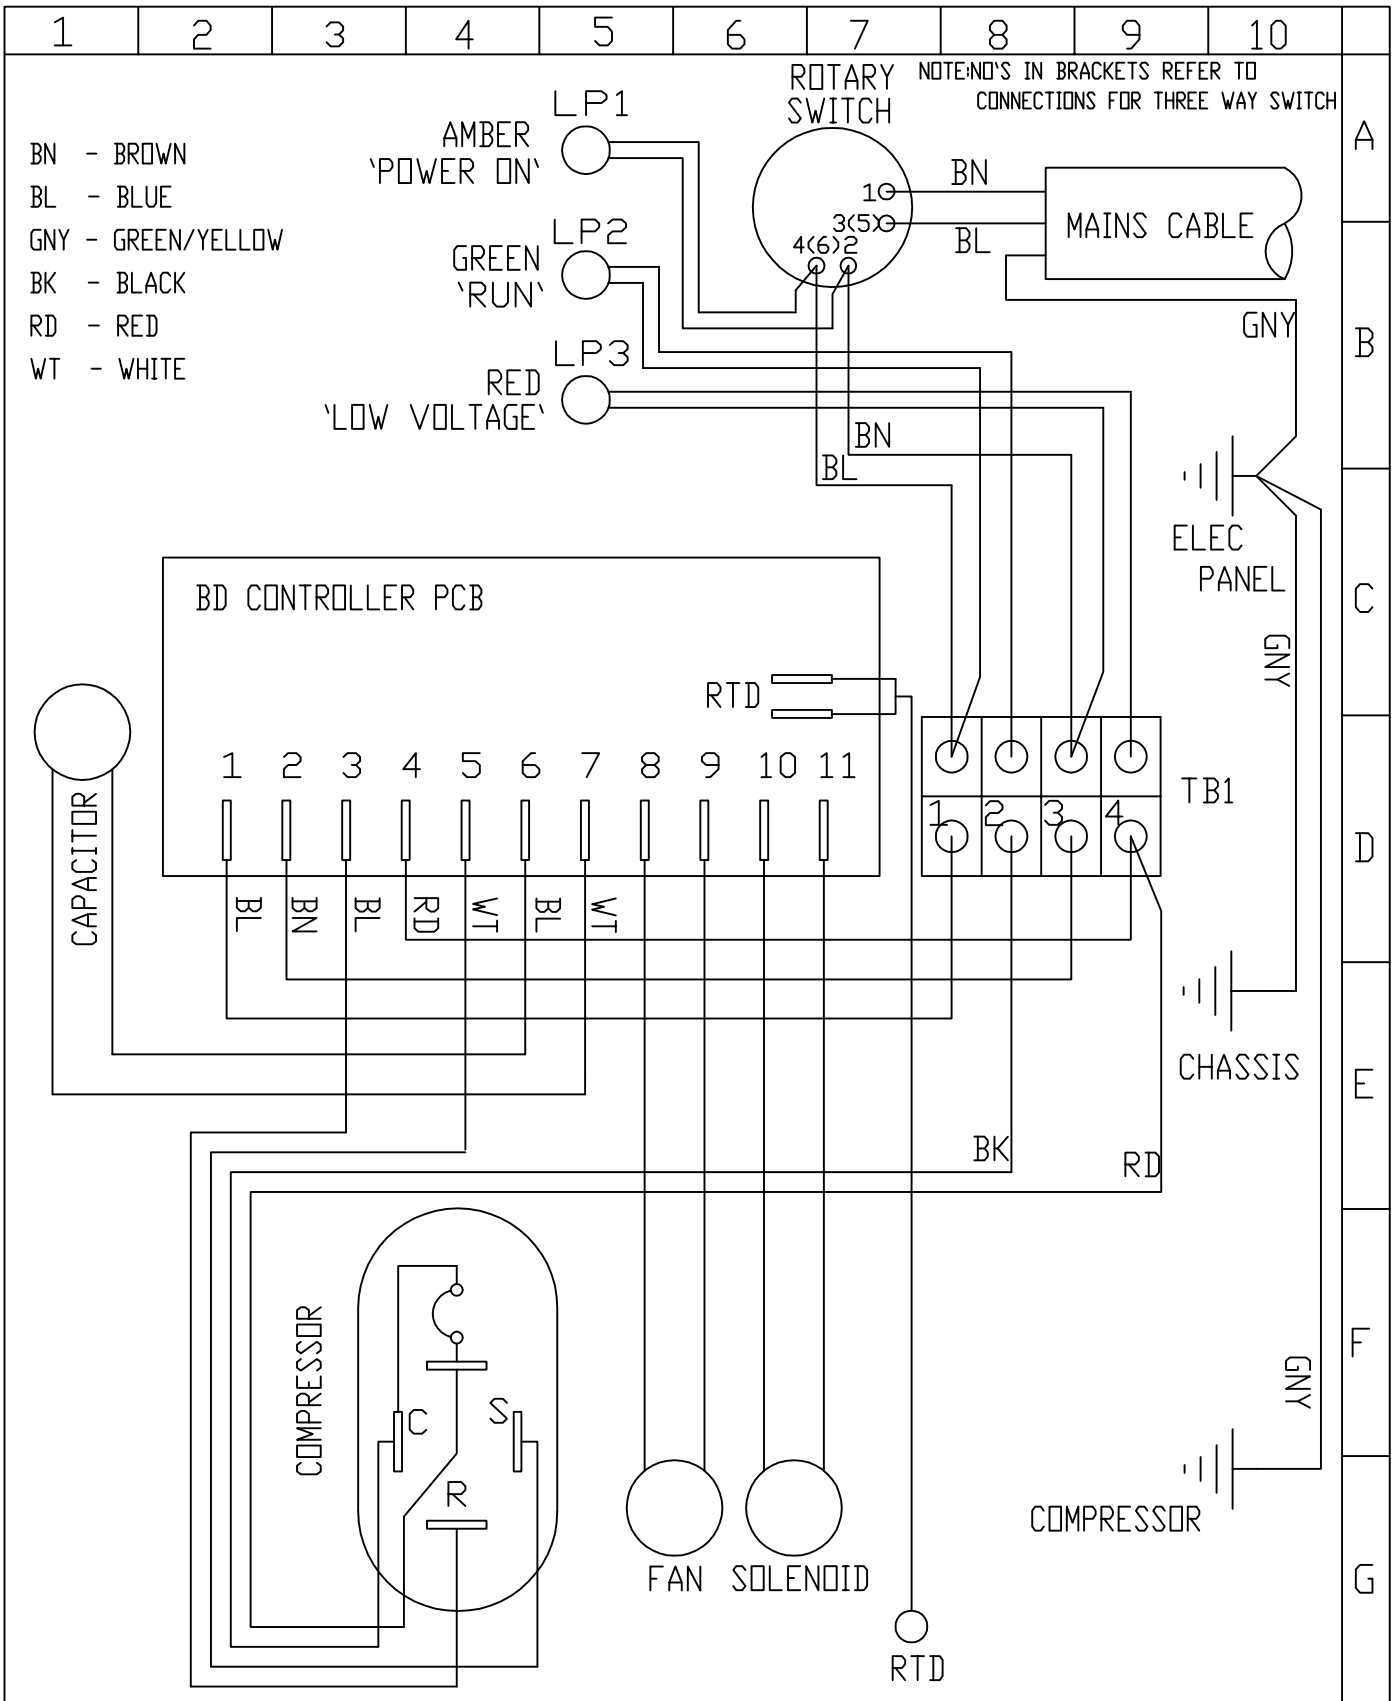 1 2 3 4 5 6 7 8 9 10
NOTE:NO'S IN BRACKETS REFER TO
CONNECTIONS FOR THREE WAY SWITCH
A
B
C
D
E
F
G
BN - BROWN
BL - BLUE
GNY - GREEN/YELLOW
BK - BLACK
RD - RED
WT - WHITE
LP1
AMBER
'POWER ON'
LP2
GREEN
'RUN'
LP3
RED
'LOW VOLTAGE'
ROTARY
SWITCH
1
3(5)
4(6) 2
BN
BL
MAINS CABLE
GNY
BN
BL
ELEC
PANEL
GNY
BD CONTROLLER PCB
RTD
1 2 3 4 5 6 7 8 9 10 11
CAPACITOR
1 2 3 4
TB1
BL BN BL RD WT BL WT
CHASSIS
BK
RD
COMPRESSOR
C
S
R
GNY
COMPRESSOR
FAN
SOLENOID
RTD